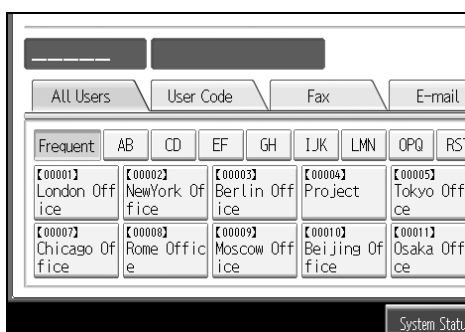 All Users User Code Fax E-mail
Frequent AB CD EF GH IJK LMN OPQ RST
【00001】 【00002】 【00003】 【00004】 【00005】
London Off NewYork Of Berlin Off Project Tokyo Off
ice fice ice ce
【00007】 【00008】 【00009】 【00010】 【00011】
Chicago Of Rome Offic Moscow Off Beijing Of Osaka Off
fice e ice fice ce
System Statu